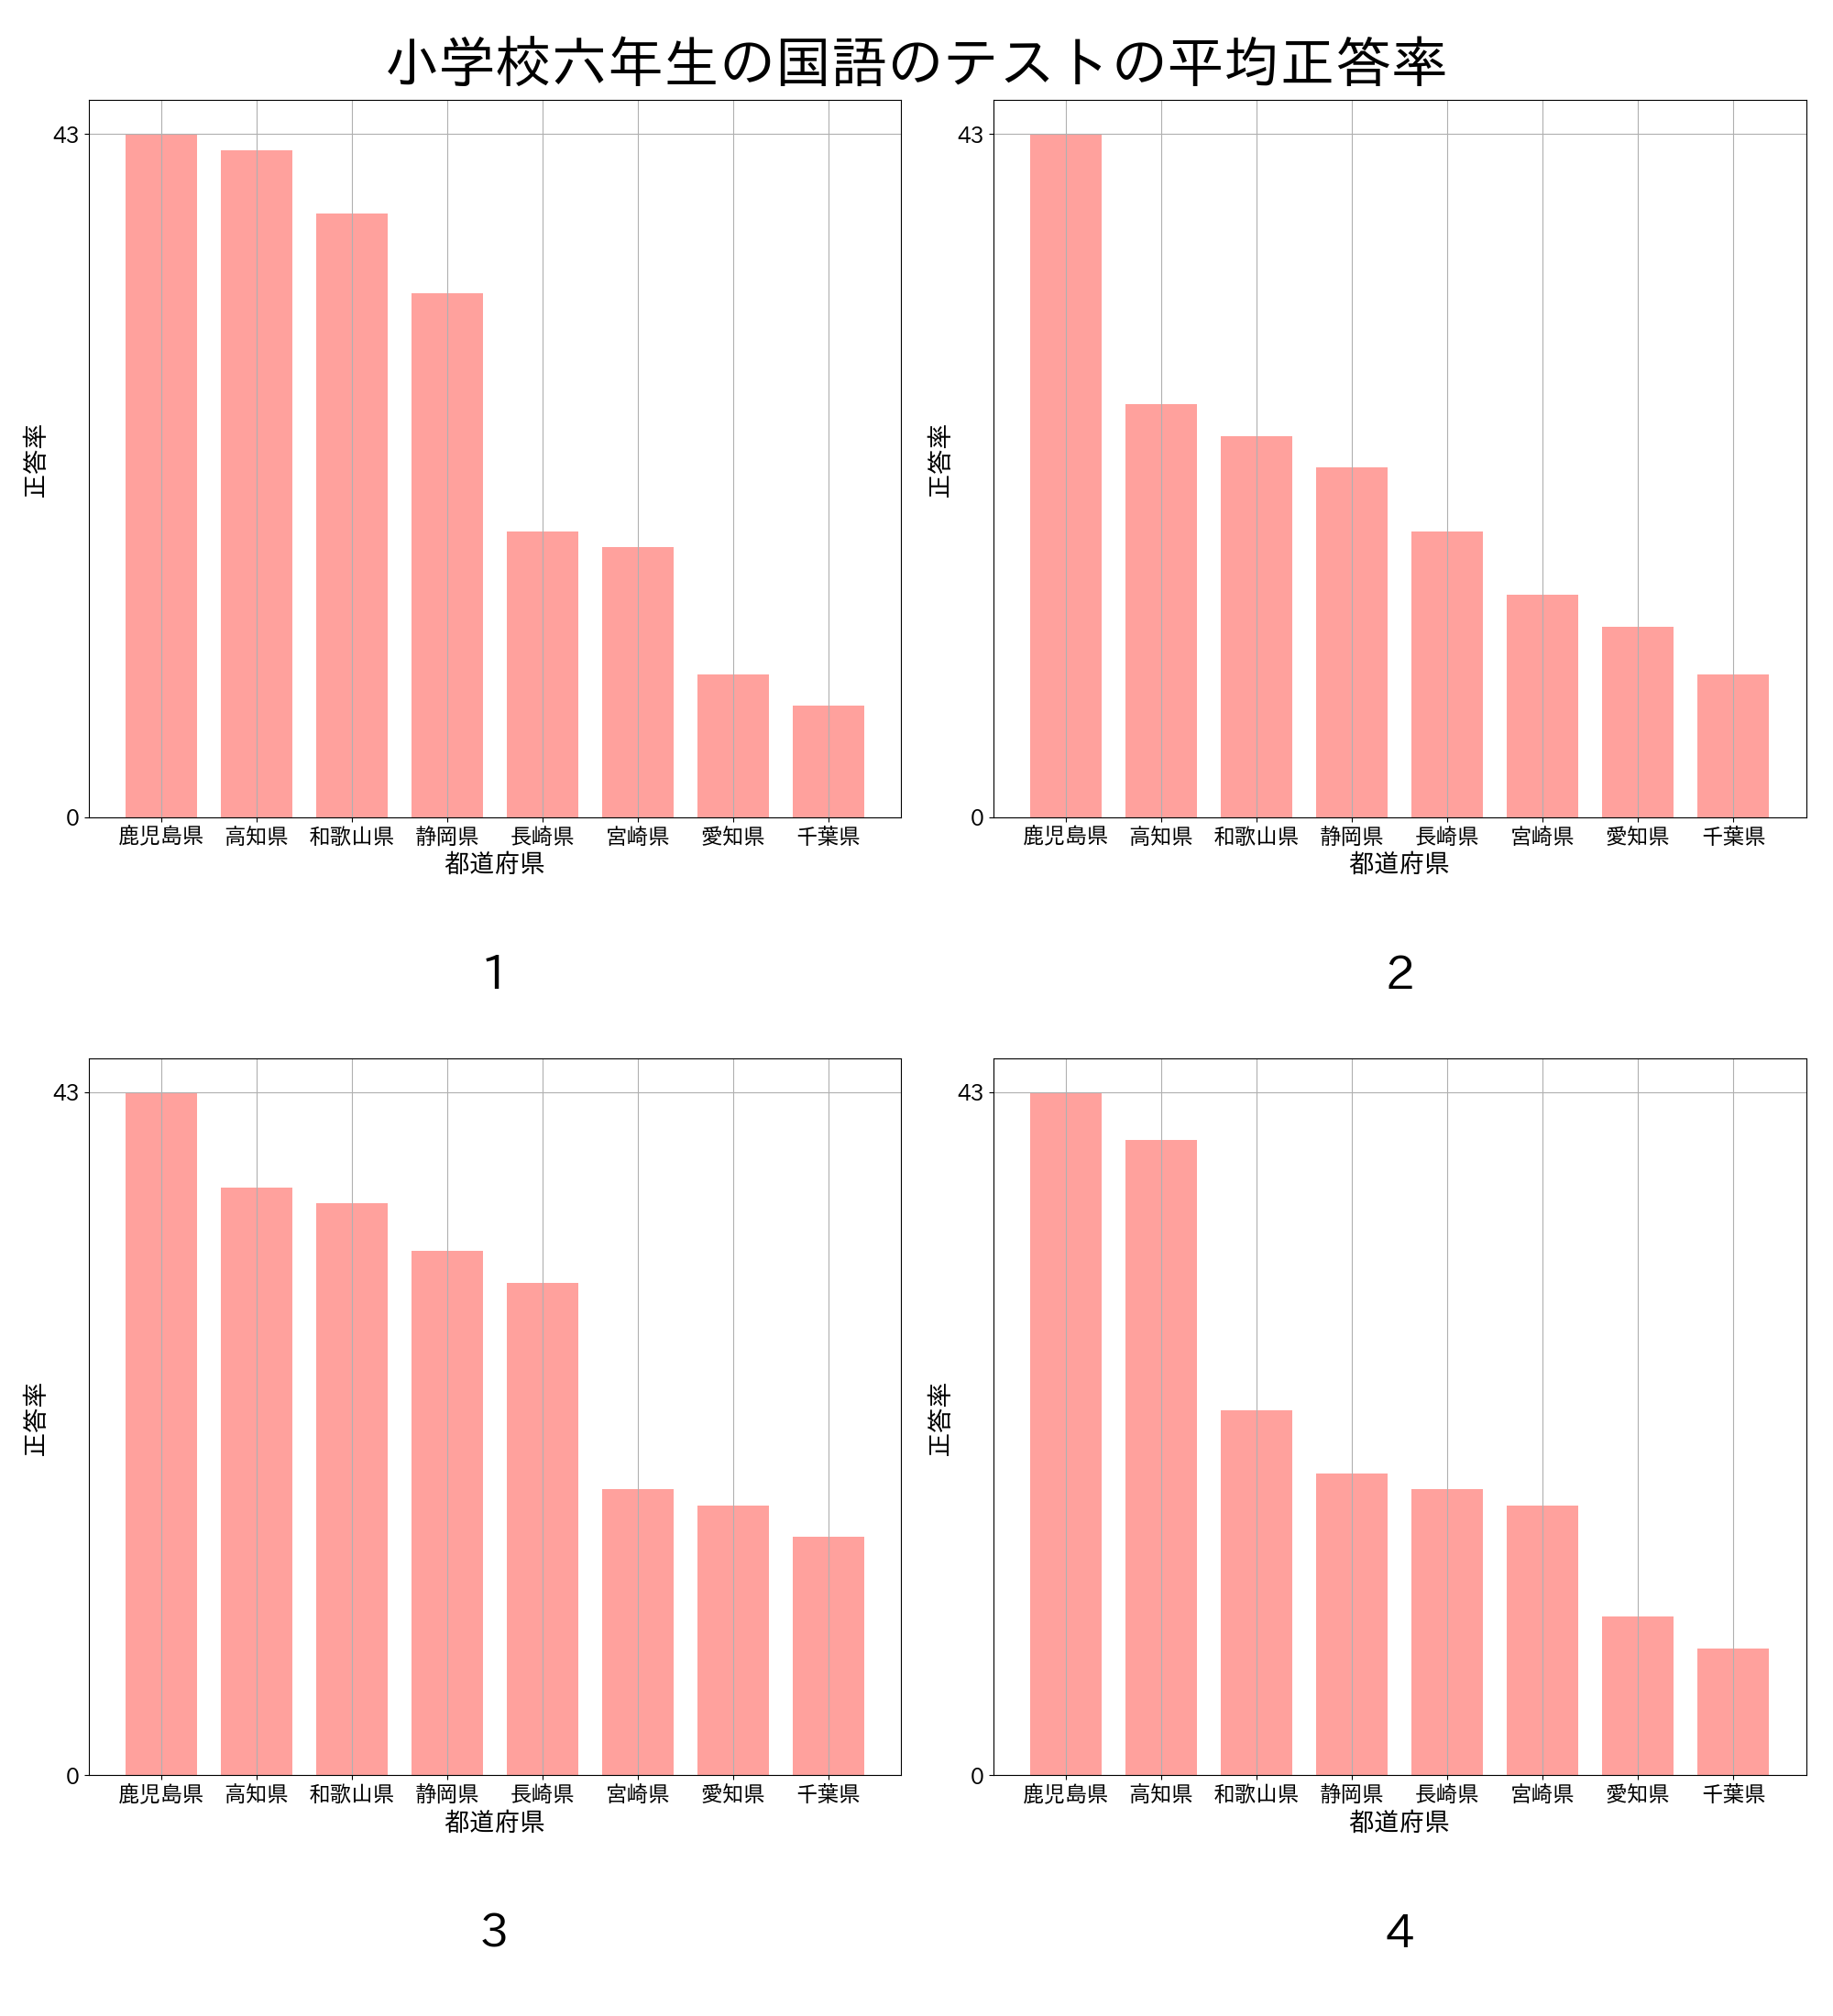 小学校六年生の国語のテストの平均正答率
43
0
正答率
鹿児島県 高知県 和歌山県 静岡県 長崎県 宮崎県 愛知県 千葉県
都道府県
1
43
0
正答率
鹿児島県 高知県 和歌山県 静岡県 長崎県 宮崎県 愛知県 千葉県
都道府県
2
43
0
正答率
鹿児島県 高知県 和歌山県 静岡県 長崎県 宮崎県 愛知県 千葉県
都道府県
3
43
0
正答率
鹿児島県 高知県 和歌山県 静岡県 長崎県 宮崎県 愛知県 千葉県
都道府県
4